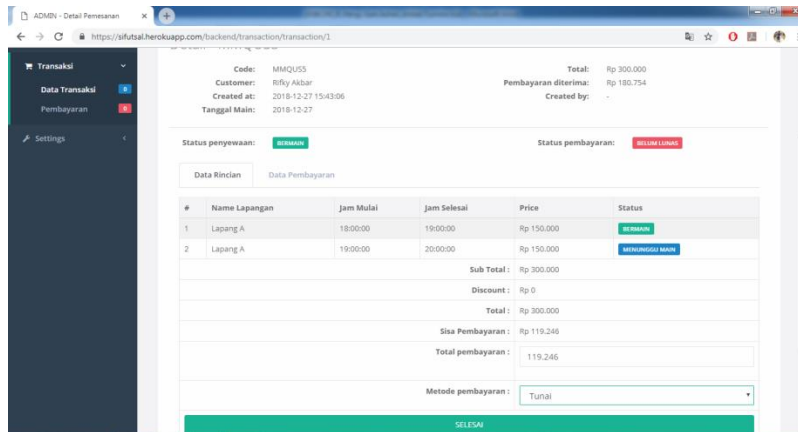 ADMIN - Detail Pemesanan
https://sifutsal.herokuapp.com/backend/transaction/transaction/1
Transaksi
Data Transaksi
Pembayaran
Settings
Code: MMQUS5 Total: Rp 300.000
Customer: Rifky Akbar Pembayaran diterima: Rp 180.754
Created at: 2018-12-27 15:43:06 Created by: -
Tanggal Main: 2018-12-27
Status penyewaan: BERMAIN Status pembayaran: BELUM LUNAS
Data Rincian Data Pembayaran
# Name Lapangan Jam Mulai Jam Selesai Price Status
1 Lapang A 18:00:00 19:00:00 Rp 150.000 BERMAIN
2 Lapang A 19:00:00 20:00:00 Rp 150.000 MENUNGGU MAIN
Sub Total : Rp 300.000
Discount : Rp 0
Total : Rp 300.000
Sisa Pembayaran : Rp 119.246
Total pembayaran : 119.246
Metode pembayaran : Tunai
SELESAI